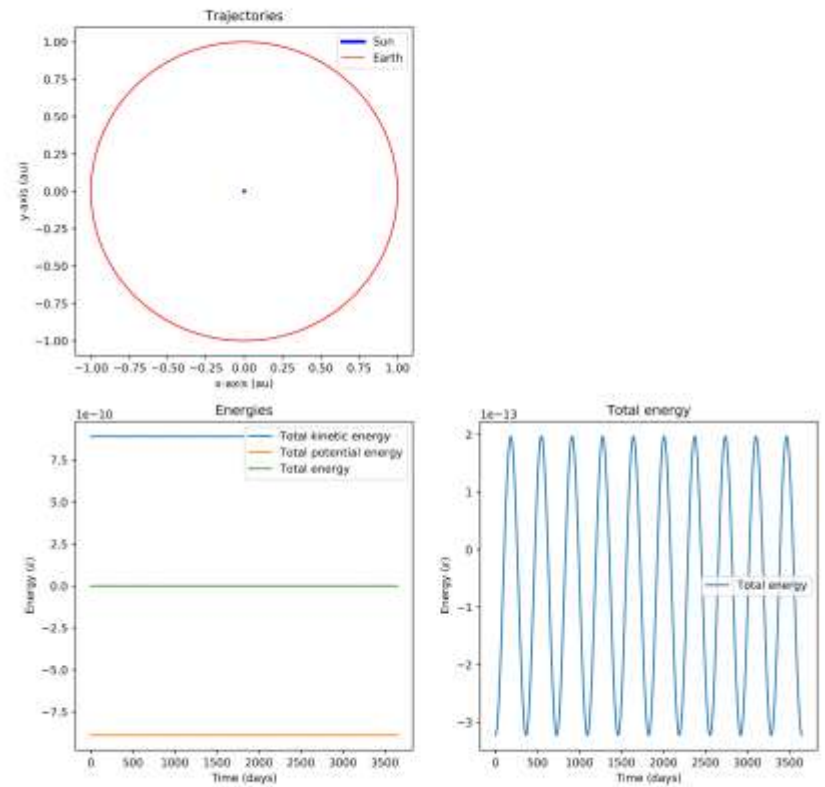 Trajectories
1.00
0.75
0.50
0.25
0.00
−0.25
−0.50
−0.75
−1.00
y-axis (au)
Sun
Earth
−1.00 −0.75 −0.50 −0.25 0.00 0.25 0.50 0.75 1.00
x-axis (au)
Energies
1e−10
7.5
2.5
0.0
−2.5
−5.0
−7.5
Energy (ε)
Total kinetic energy
Total potential energy
Total energy
0 500 1000 1500 2000 2500 3000 3500
Time (days)
Total energy
1e−13
2
1
0
−1
−2
−3
Energy (ε)
Total energy
0 500 1000 1500 2000 2500 3000 3500
Time (days)